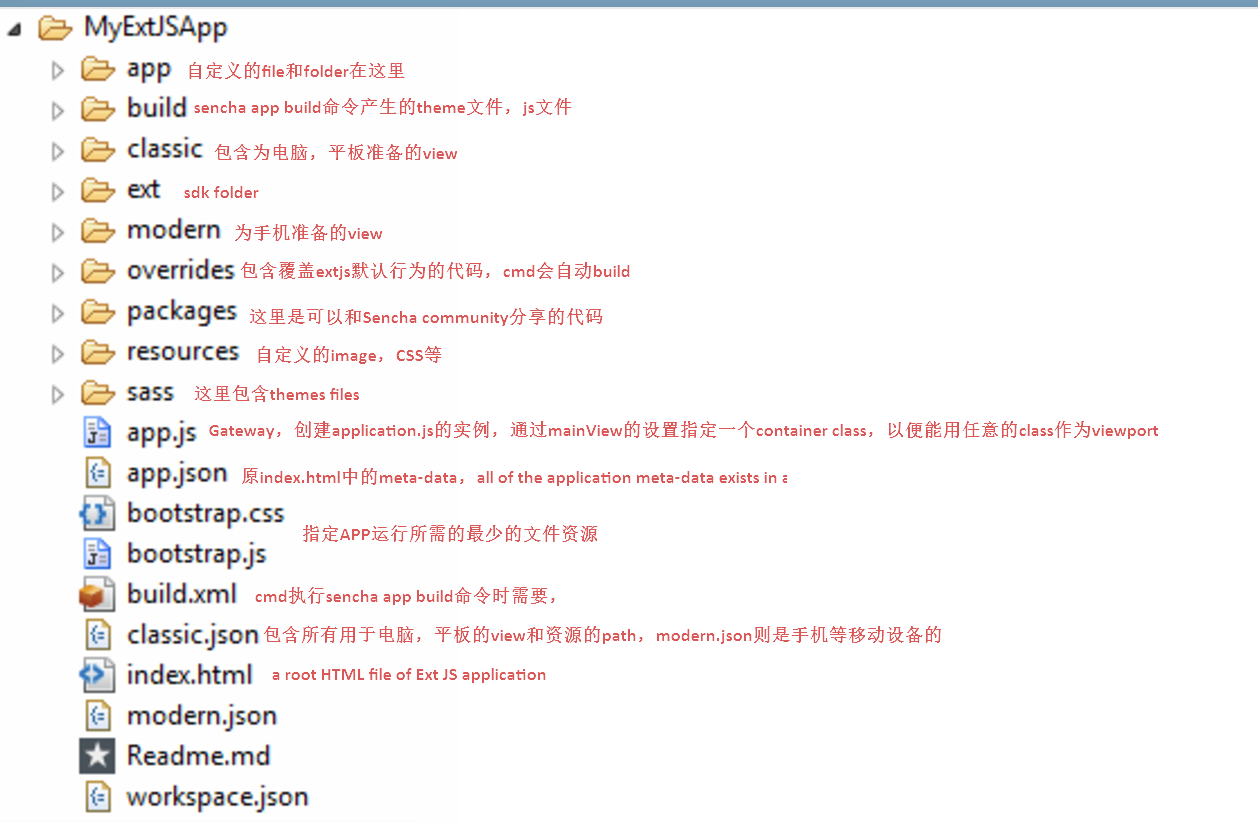 MyExtJSApp
app 自定义的file和folder在这里
build sencha app build命令产生的theme文件，js文件
classic 包含为电脑，平板准备的view
ext sdk folder
modern 为手机准备的view
overrides 包含覆盖extjs默认行为的代码，cmd会自动build
packages 这里是可以和Sencha community分享的代码
resources 自定义的image，CSS等
sass 这里包含themes files
app.js Gateway，创建application.js的实例，通过mainView的设置指定一个container class，以便能用任意的class作为viewport
app.json 原index.html中的meta-data，all of the application meta-data exists in a
bootstrap.css
指定APP运行所需的最少的文件资源
bootstrap.js
build.xml cmd执行sencha app build命令时需要，
classic.json 包含所有用于电脑，平板的view和资源的path，modern.json则是手机等移动设备的
index.html a root HTML file of Ext JS application
modern.json
Readme.md
workspace.json